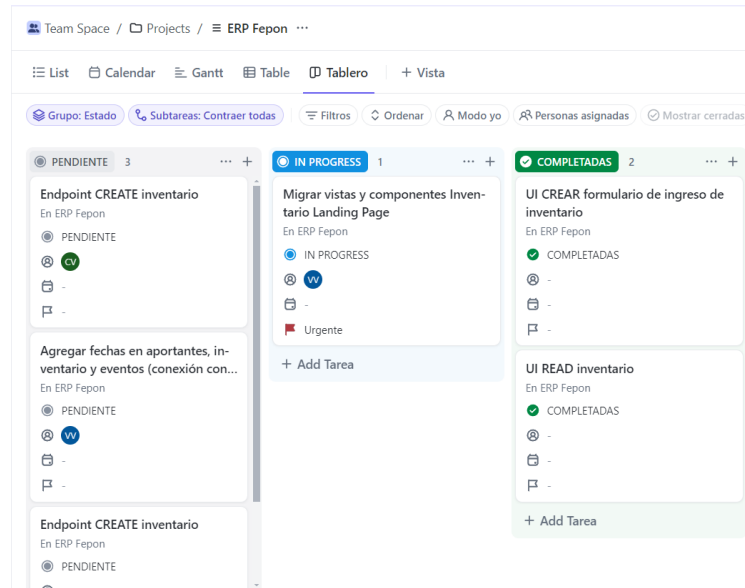 Team Space / Projects / ERP Fepon ...
List Calendar Gantt Table Tablero + Vista
Grupo: Estado Subtareas: Contraer todas Filtros Ordenar Modo yo Personas asignadas Mostrar cerradas
PENDIENTE 3 ... +
Endpoint CREATE inventario
En ERP Fepon
PENDIENTE
CV
-
-
Agregar fechas en aportantes, in-
ventario y eventos (conexión con...
En ERP Fepon
PENDIENTE
VV
-
-
Endpoint CREATE inventario
En ERP Fepon
PENDIENTE
IN PROGRESS 1 ... +
Migrar vistas y componentes Inven-
tario Landing Page
En ERP Fepon
IN PROGRESS
VV
-
Urgente
+ Add Tarea
COMPLETADAS 2 ... +
UI CREAR formulario de ingreso de
inventario
En ERP Fepon
COMPLETADAS
-
-
-
UI READ inventario
En ERP Fepon
COMPLETADAS
-
-
-
+ Add Tarea